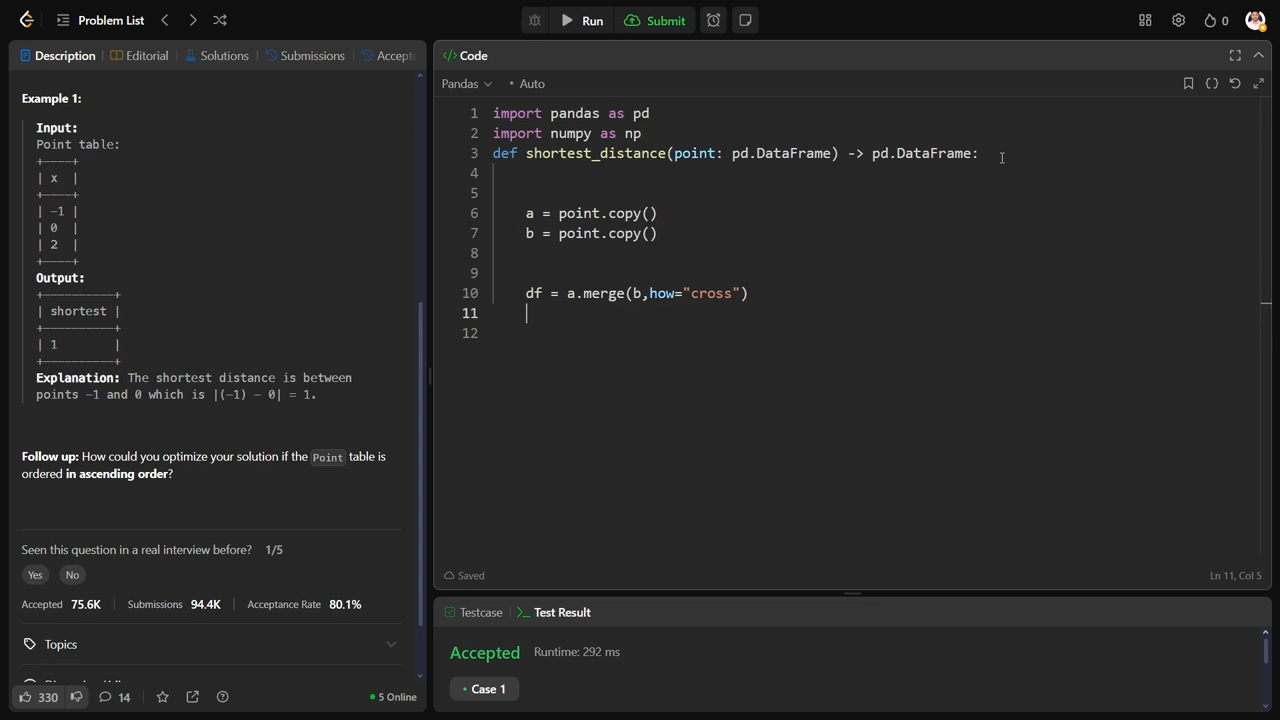 Problem List
Run
Submit
0
Description
Editorial
Solutions
Submissions
Accept
Example 1:
Input:
Point table:
+----+
| x |
+----+
| -1 |
| 0 |
| 2 |
+----+
Output:
+----------+
| shortest |
+----------+
| 1 |
+----------+
Explanation: The shortest distance is between
points -1 and 0 which is |(-1) - 0| = 1.
Follow up: How could you optimize your solution if the Point table is
ordered in ascending order?
Seen this question in a real interview before? 1/5
Yes
No
Accepted 75.6K
Submissions 94.4K
Acceptance Rate 80.1%
Topics
330
14
5 Online
</> Code
Pandas
• Auto
1 import pandas as pd
2 import numpy as np
3 def shortest_distance(point: pd.DataFrame) -> pd.DataFrame:
4
5
6 a = point.copy()
7 b = point.copy()
8
9
10 df = a.merge(b,how="cross")
11
12
Saved
Ln 11, Col 5
Testcase
>_ Test Result
Accepted Runtime: 292 ms
• Case 1